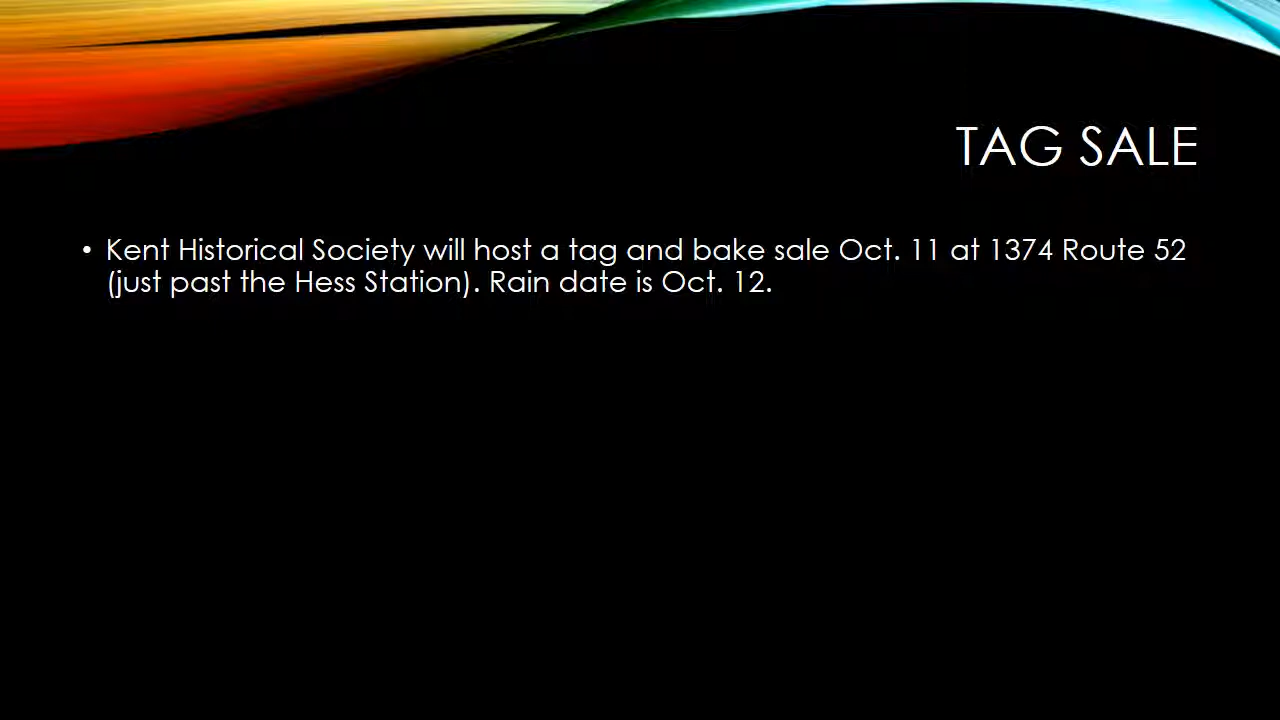 TAG SALE
• Kent Historical Society will host a tag and bake sale Oct. 11 at 1374 Route 52
(just past the Hess Station). Rain date is Oct. 12.